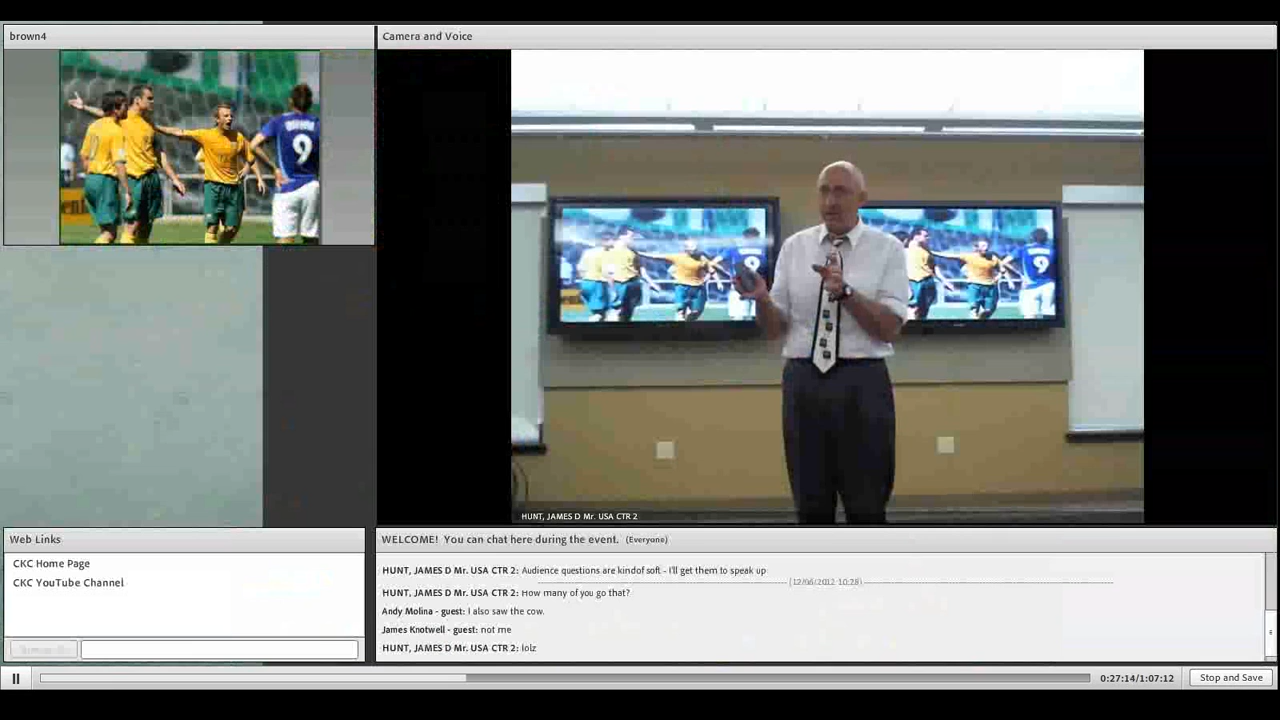 brown4
Camera and Voice
9
9
9
HUNT, JAMES D Mr. USA CTR 2
Web Links
CKC Home Page
CKC YouTube Channel
WELCOME! You can chat here during the event. (Everyone)
HUNT, JAMES D Mr. USA CTR 2: Audience questions are kindof soft - I'll get them to speak up
(12/06/2012 10:28)
HUNT, JAMES D Mr. USA CTR 2: How many of you go that?
Andy Molina - guest: I also saw the cow.
James Knotwell - guest: not me
HUNT, JAMES D Mr. USA CTR 2: lolz
0:27:14/1:07:12
Stop and Save